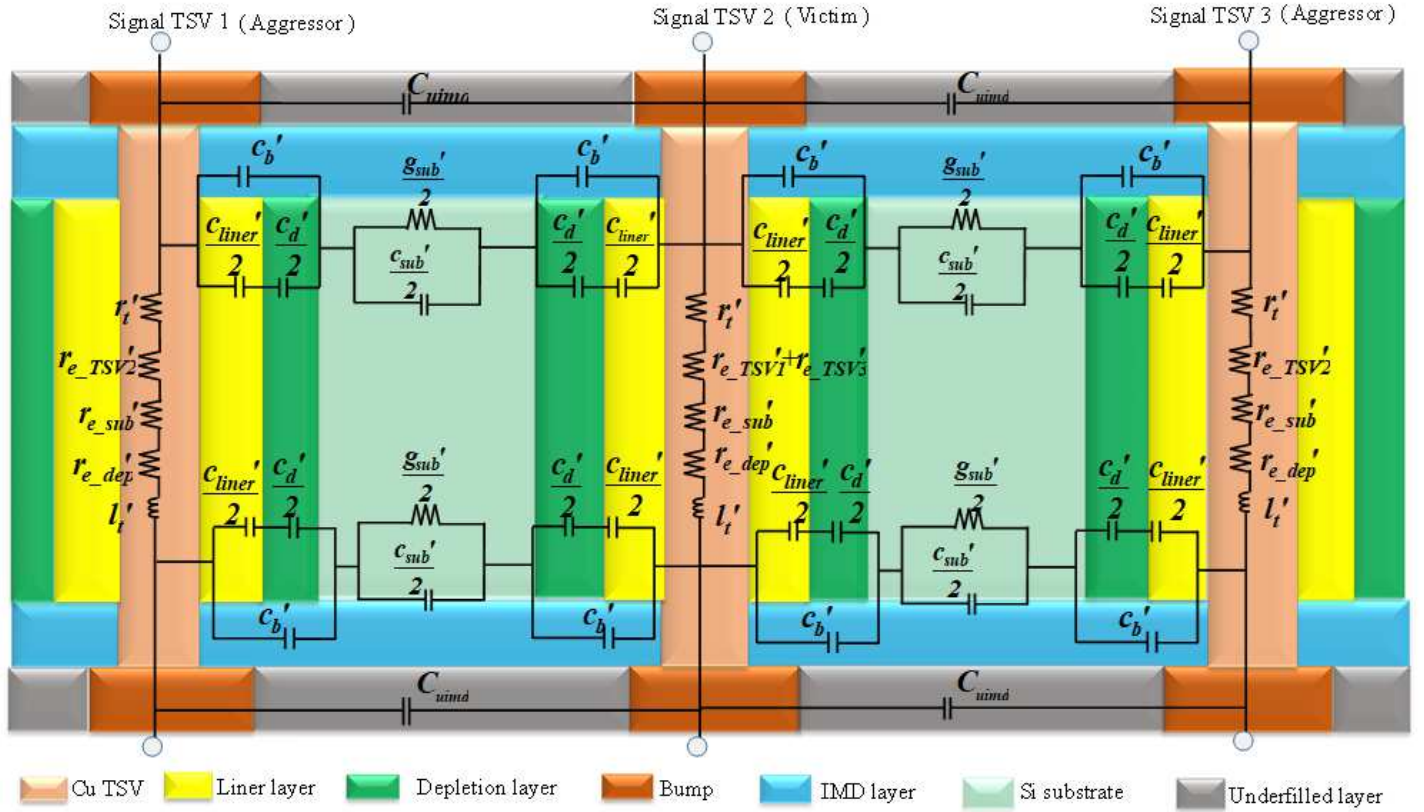 Signal TSV 1 (Aggressor)
Signal TSV 2 (Victim)
Signal TSV 3 (Aggressor)
C_uimd
C_uimd
c_b'
c_b'
c_b'
c_b'
g_sub'/2
g_sub'/2
c_liner'/2
c_d'/2
c_sub'/2
c_d'/2
c_liner'/2
c_liner'/2
c_d'/2
c_sub'/2
c_d'/2
c_liner'/2
r_t'
r_t'
r_t'
r_e_TSV2'
r_e_TSV1'+r_e_TSV3'
r_e_TSV2'
r_e_sub'
r_e_sub'
r_e_sub'
r_e_dep'
r_e_dep'
r_e_dep'
l_t'
l_t'
l_t'
c_liner'/2
c_d'/2
g_sub'/2
c_d'/2
c_liner'/2
c_liner'/2
c_d'/2
g_sub'/2
c_d'/2
c_liner'/2
c_sub'/2
c_sub'/2
c_b'
c_b'
c_b'
c_b'
C_uimd
C_uimd
Cu TSV
Liner layer
Depletion layer
Bump
IMD layer
Si substrate
Underfilled layer